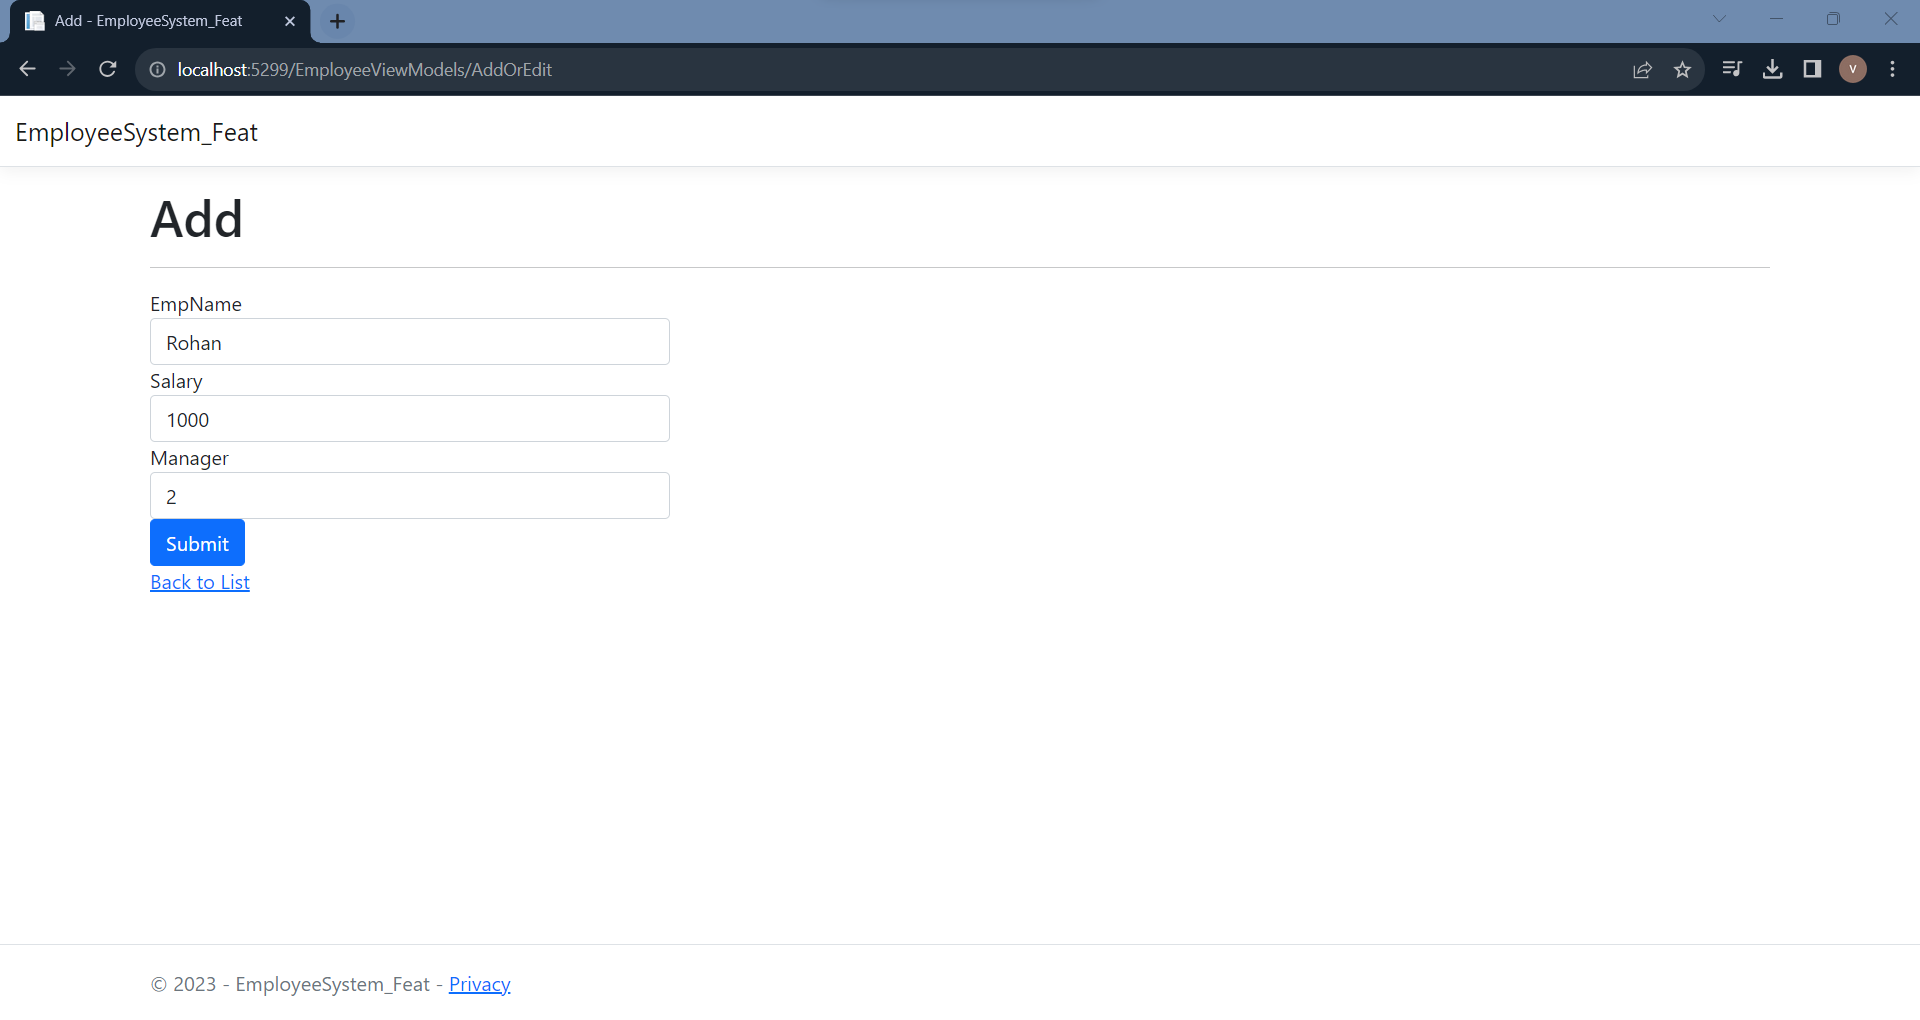 Add - EmployeeSystem_Feat
localhost:5299/EmployeeViewModels/AddOrEdit
V
EmployeeSystem_Feat
Add
EmpName
Rohan
Salary
1000
Manager
2
Submit
Back to List
© 2023 - EmployeeSystem_Feat - Privacy